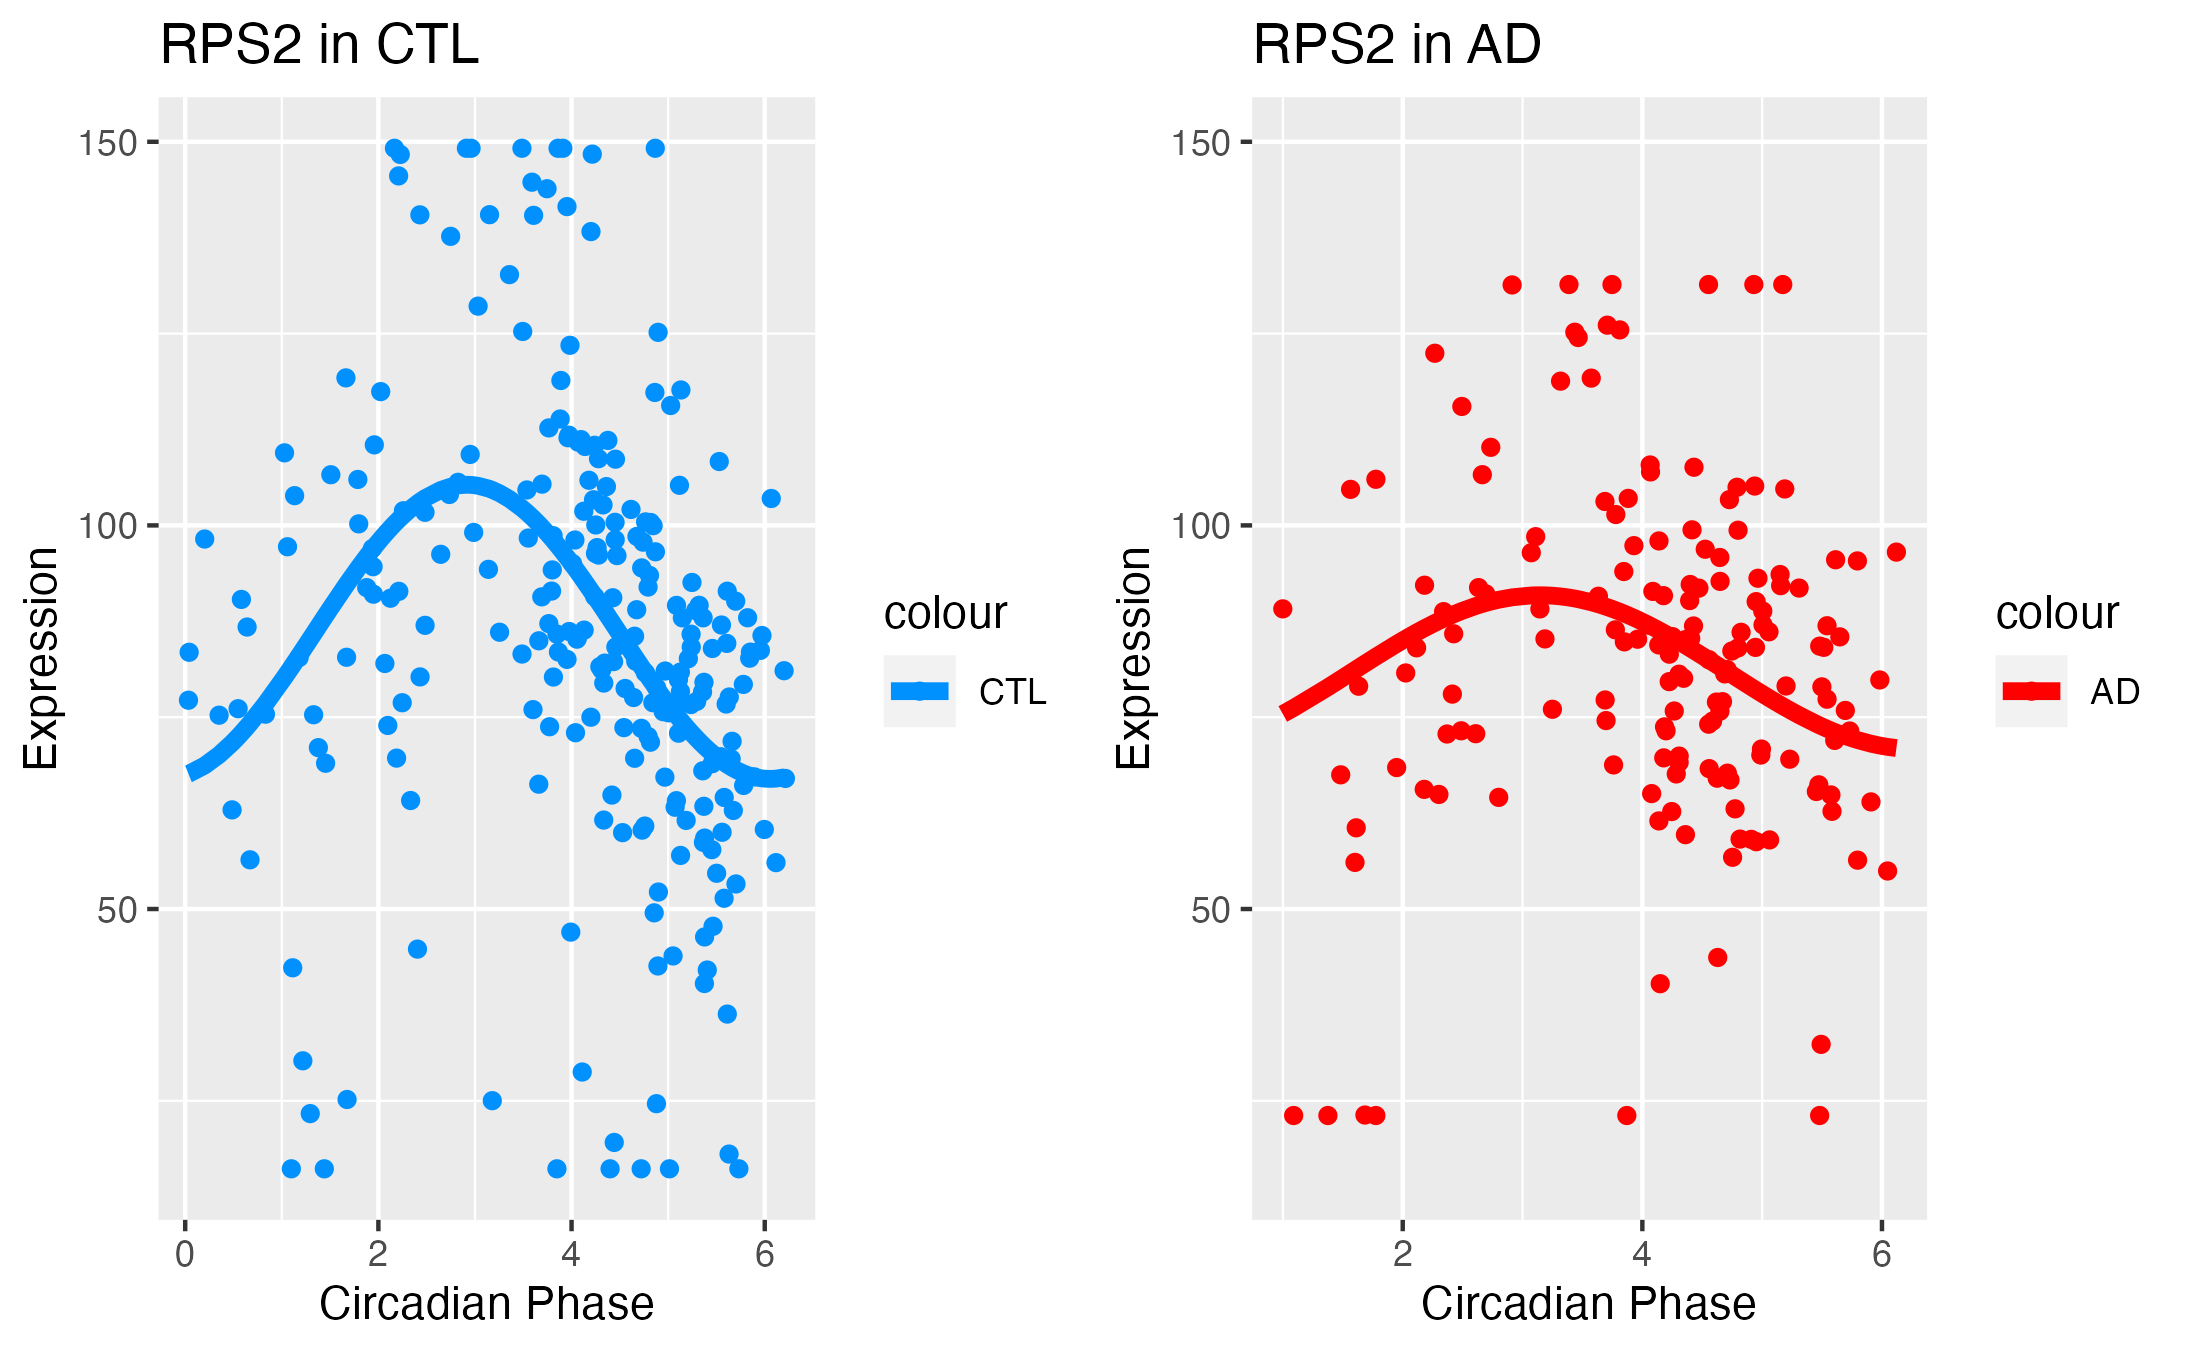 RPS2 in CTL
150
100
50
Expression
0 2 4 6
Circadian Phase
colour
CTL
RPS2 in AD
150
100
50
Expression
2 4 6
Circadian Phase
colour
AD